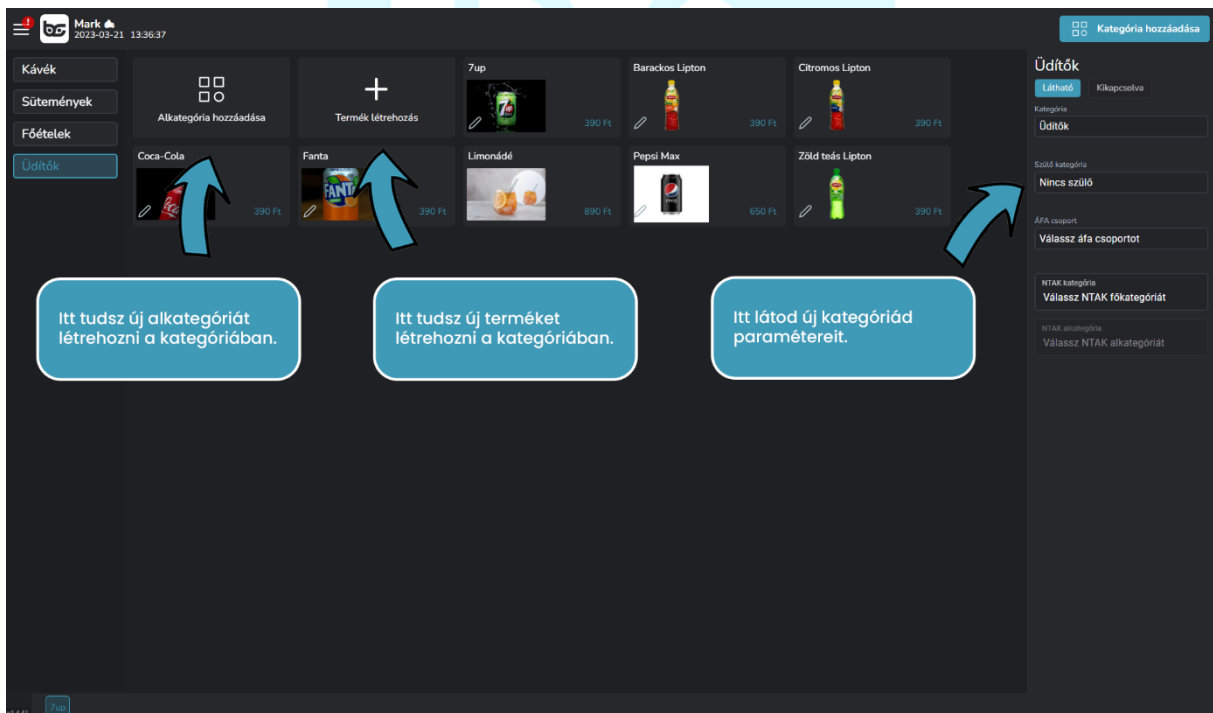 Mark
2023-03-21 13:36:37
Kategória hozzáadása
Kávék
Sütemények
Főételek
Üdítők
Alkategória hozzáadása
Termék létrehozás
7up
390 Ft
Barackos Lipton
390 Ft
Citromos Lipton
390 Ft
Coca-Cola
390 Ft
Fanta
FANTA
390 Ft
Limonádé
890 Ft
Pepsi Max
650 Ft
Zöld teás Lipton
390 Ft
Üdítők
Látható
Kikapcsolva
Kategória
Üdítők
Szülő kategória
Nincs szülő
ÁFA csoport
Válassz áfa csoportot
NTAK kategória
Válassz NTAK főkategóriát
NTAK alkategória
Válassz NTAK alkategóriát
Itt tudsz új alkategóriát
létrehozni a kategóriában.
Itt tudsz új terméket
létrehozni a kategóriában.
Itt látod új kategóriád
paramétereit.
7up